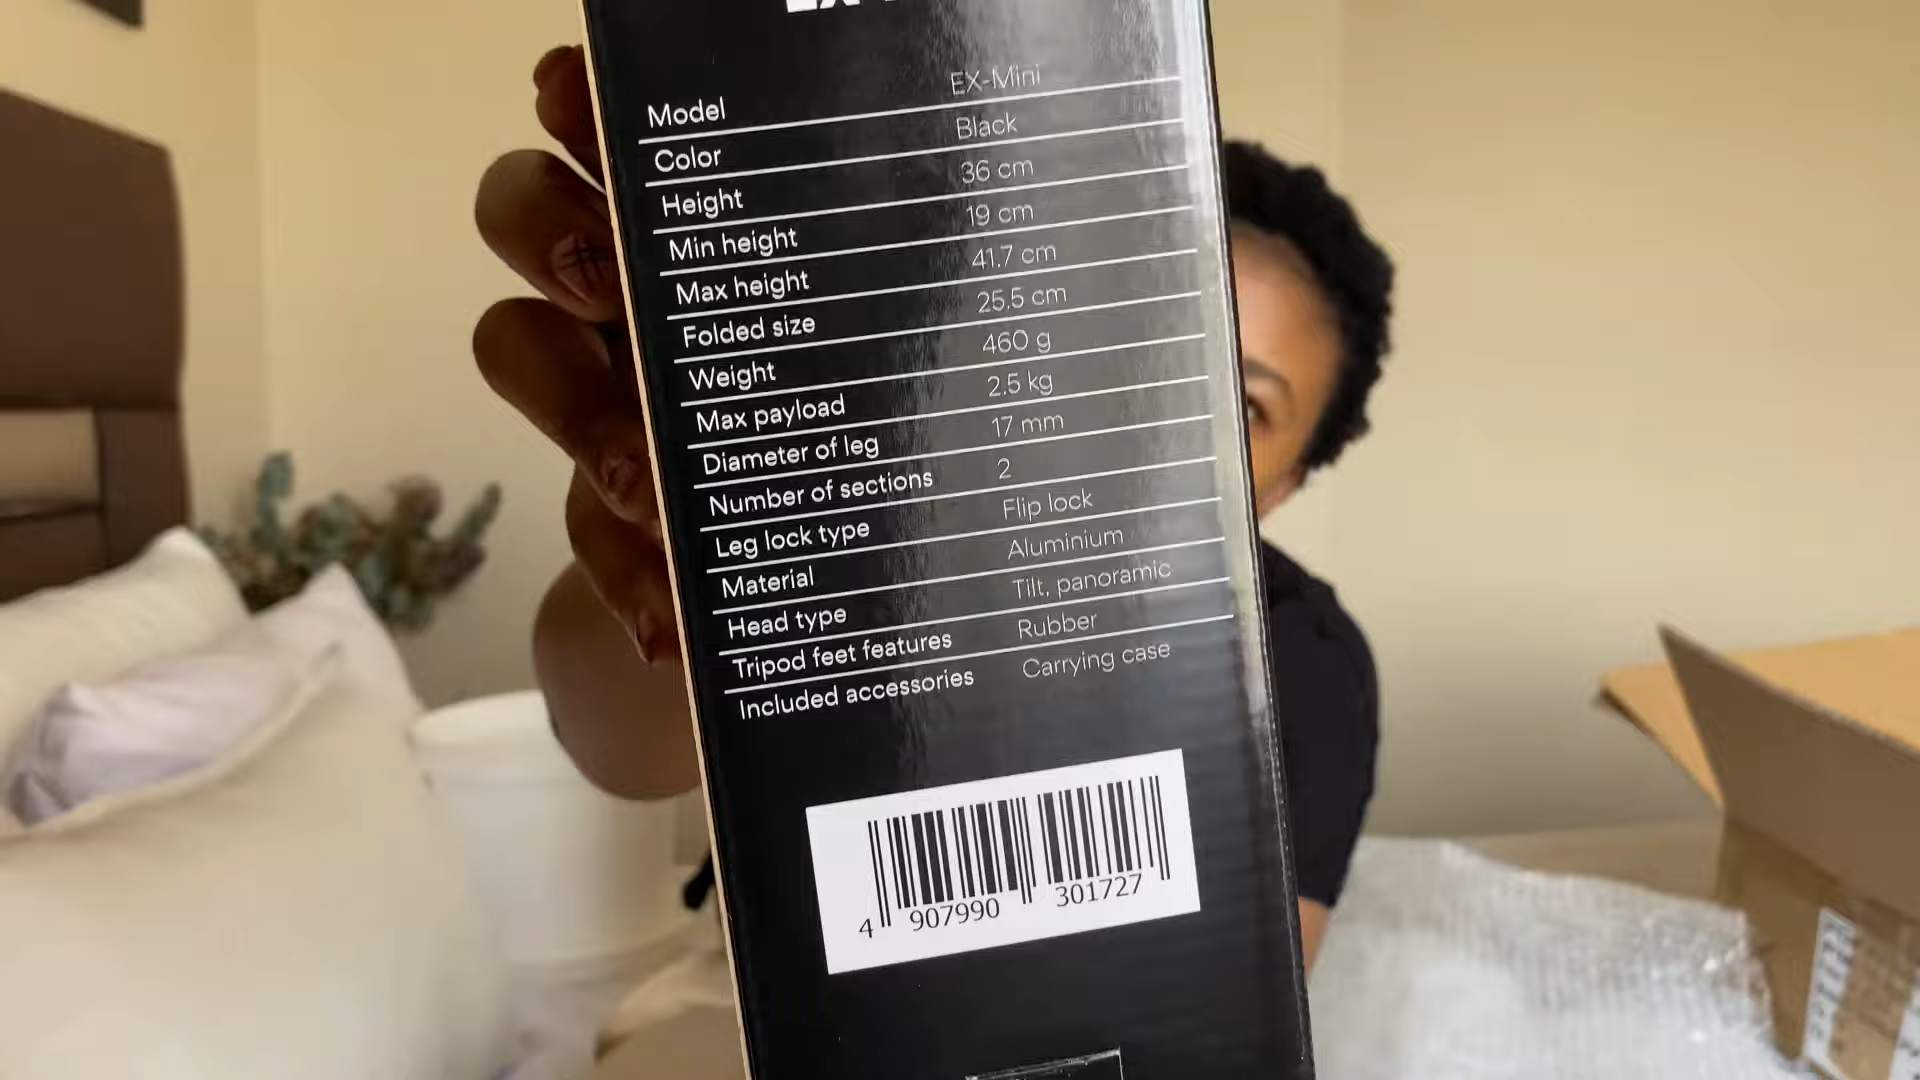 Model EX-Mini
Color Black
Height 36 cm
Min height 19 cm
Max height 41.7 cm
Folded size 25.5 cm
Weight 460 g
Max payload 2.5 kg
Diameter of leg 17 mm
Number of sections 2
Leg lock type Flip lock
Material Aluminium
Head type Tilt, panoramic
Tripod feet features Rubber
Included accessories Carrying case
4 907990 301727